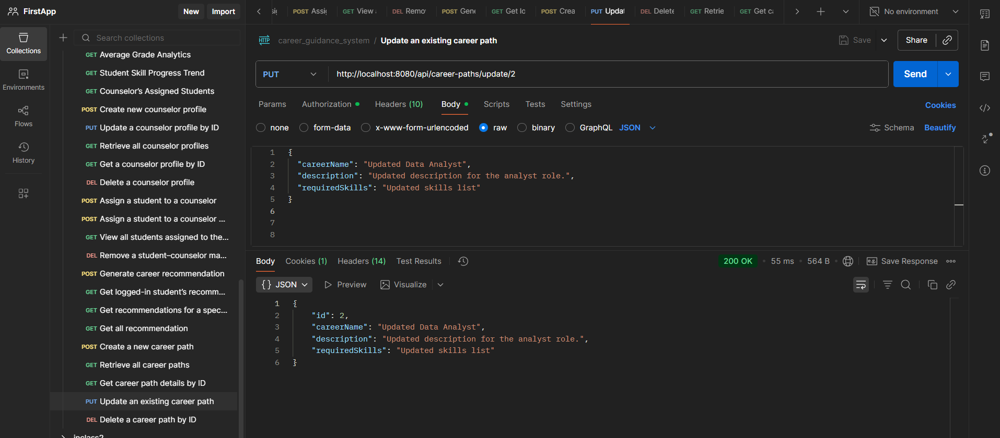 FirstApp
New
Import
Collections
Environments
Flows
History
Search collections
GET Average Grade Analytics
GET Student Skill Progress Trend
GET Counselor’s Assigned Students
POST Create new counselor profile
PUT Update a counselor profile by ID
GET Retrieve all counselor profiles
GET Get a counselor profile by ID
DEL Delete a counselor profile
POST Assign a student to a counselor
POST Assign a student to a counselor ...
GET View all students assigned to the...
DEL Remove a student–counselor ma...
POST Generate career recommendation
GET Get logged-in student’s recomm...
GET Get recommendations for a spec...
GET Get all recommendation
POST Create a new career path
GET Retrieve all career paths
GET Get career path details by ID
PUT Update an existing career path
DEL Delete a career path by ID
inclass2
POST Assig
GET View a
DEL Remov
POST Gene
GET Get lo
POST Crea
PUT Updat
DEL Delete
GET Retrie
GET Get ca
No environment
HTTP career_guidance_system / Update an existing career path
Save
Share
PUT http://localhost:8080/api/career-paths/update/2
Send
Params Authorization Headers (10) Body Scripts Tests Settings
Cookies
none form-data x-www-form-urlencoded raw binary GraphQL JSON
Schema Beautify
1 {
2 "careerName": "Updated Data Analyst",
3 "description": "Updated description for the analyst role.",
4 "requiredSkills": "Updated skills list"
5 }
6
7
8
Body Cookies (1) Headers (14) Test Results
200 OK • 55 ms • 564 B •
e.g. Save Response
{} JSON Preview Visualize
1 {
2 "id": 2,
3 "careerName": "Updated Data Analyst",
4 "description": "Updated description for the analyst role.",
5 "requiredSkills": "Updated skills list"
6 }